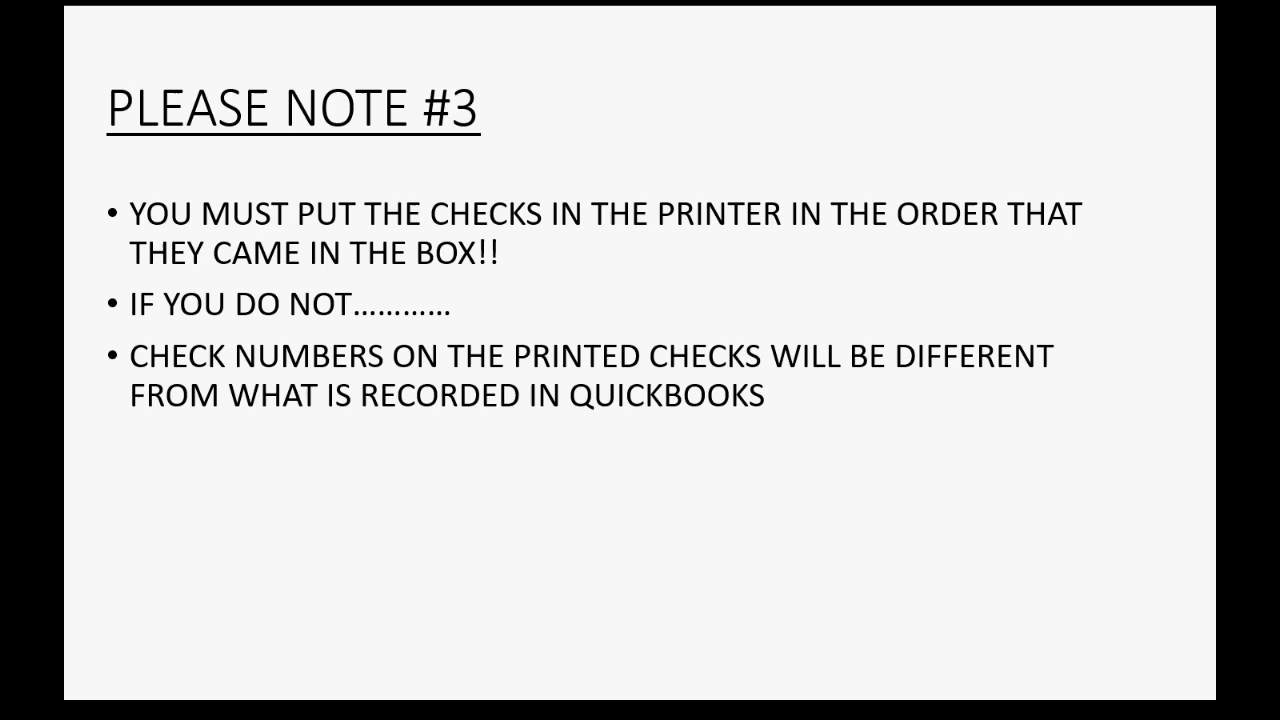 PLEASE NOTE #3
• YOU MUST PUT THE CHECKS IN THE PRINTER IN THE ORDER THAT
THEY CAME IN THE BOX!!
• IF YOU DO NOT…………
• CHECK NUMBERS ON THE PRINTED CHECKS WILL BE DIFFERENT
FROM WHAT IS RECORDED IN QUICKBOOKS